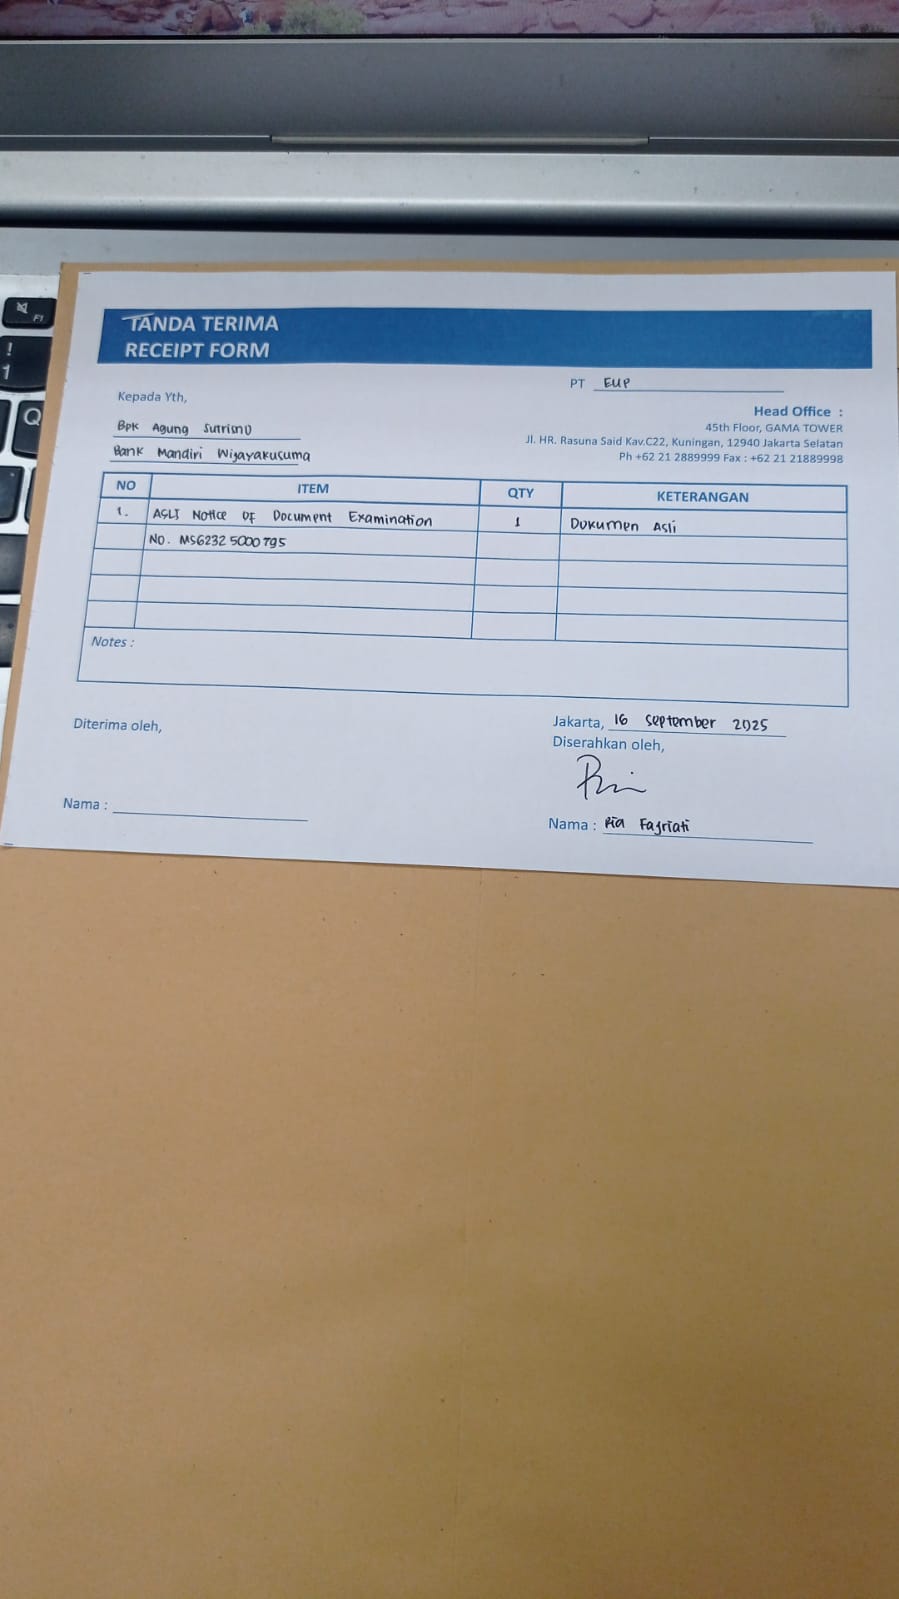 F1
!
1
Q
TANDA TERIMA
RECEIPT FORM
PT EUP
Kepada Yth,
Bpk Agung Sutrisno
Bank Mandiri Wijayakusuma
Head Office :
45th Floor, GAMA TOWER
Jl. HR. Rasuna Said Kav.C22, Kuningan, 12940 Jakarta Selatan
Ph +62 21 2889999 Fax : +62 21 21889998
NO ITEM QTY KETERANGAN
1. ASLI Notice OF Document Examination 1 Dokumen Asli
NO. MS62325000795
Notes :
Diterima oleh,
Nama :
Jakarta, 16 September 2025
Diserahkan oleh,
Nama : Ria Fajriati